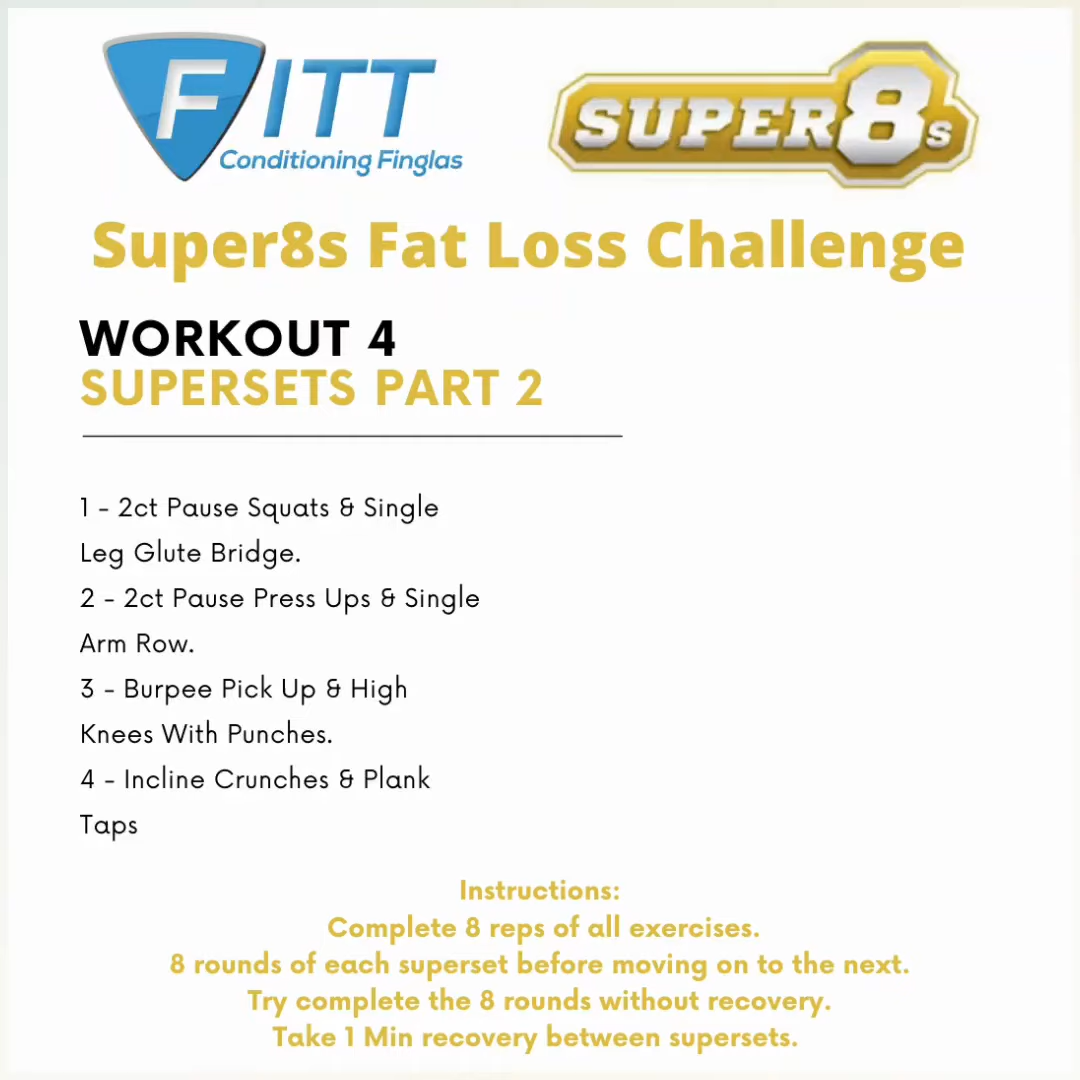 FITT
Conditioning Finglas
SUPER8s
Super8s Fat Loss Challenge
WORKOUT 4
SUPERSETS PART 2
1 - 2ct Pause Squats & Single
Leg Glute Bridge.
2 - 2ct Pause Press Ups & Single
Arm Row.
3 - Burpee Pick Up & High
Knees With Punches.
4 - Incline Crunches & Plank
Taps
Instructions:
Complete 8 reps of all exercises.
8 rounds of each superset before moving on to the next.
Try complete the 8 rounds without recovery.
Take 1 Min recovery between supersets.